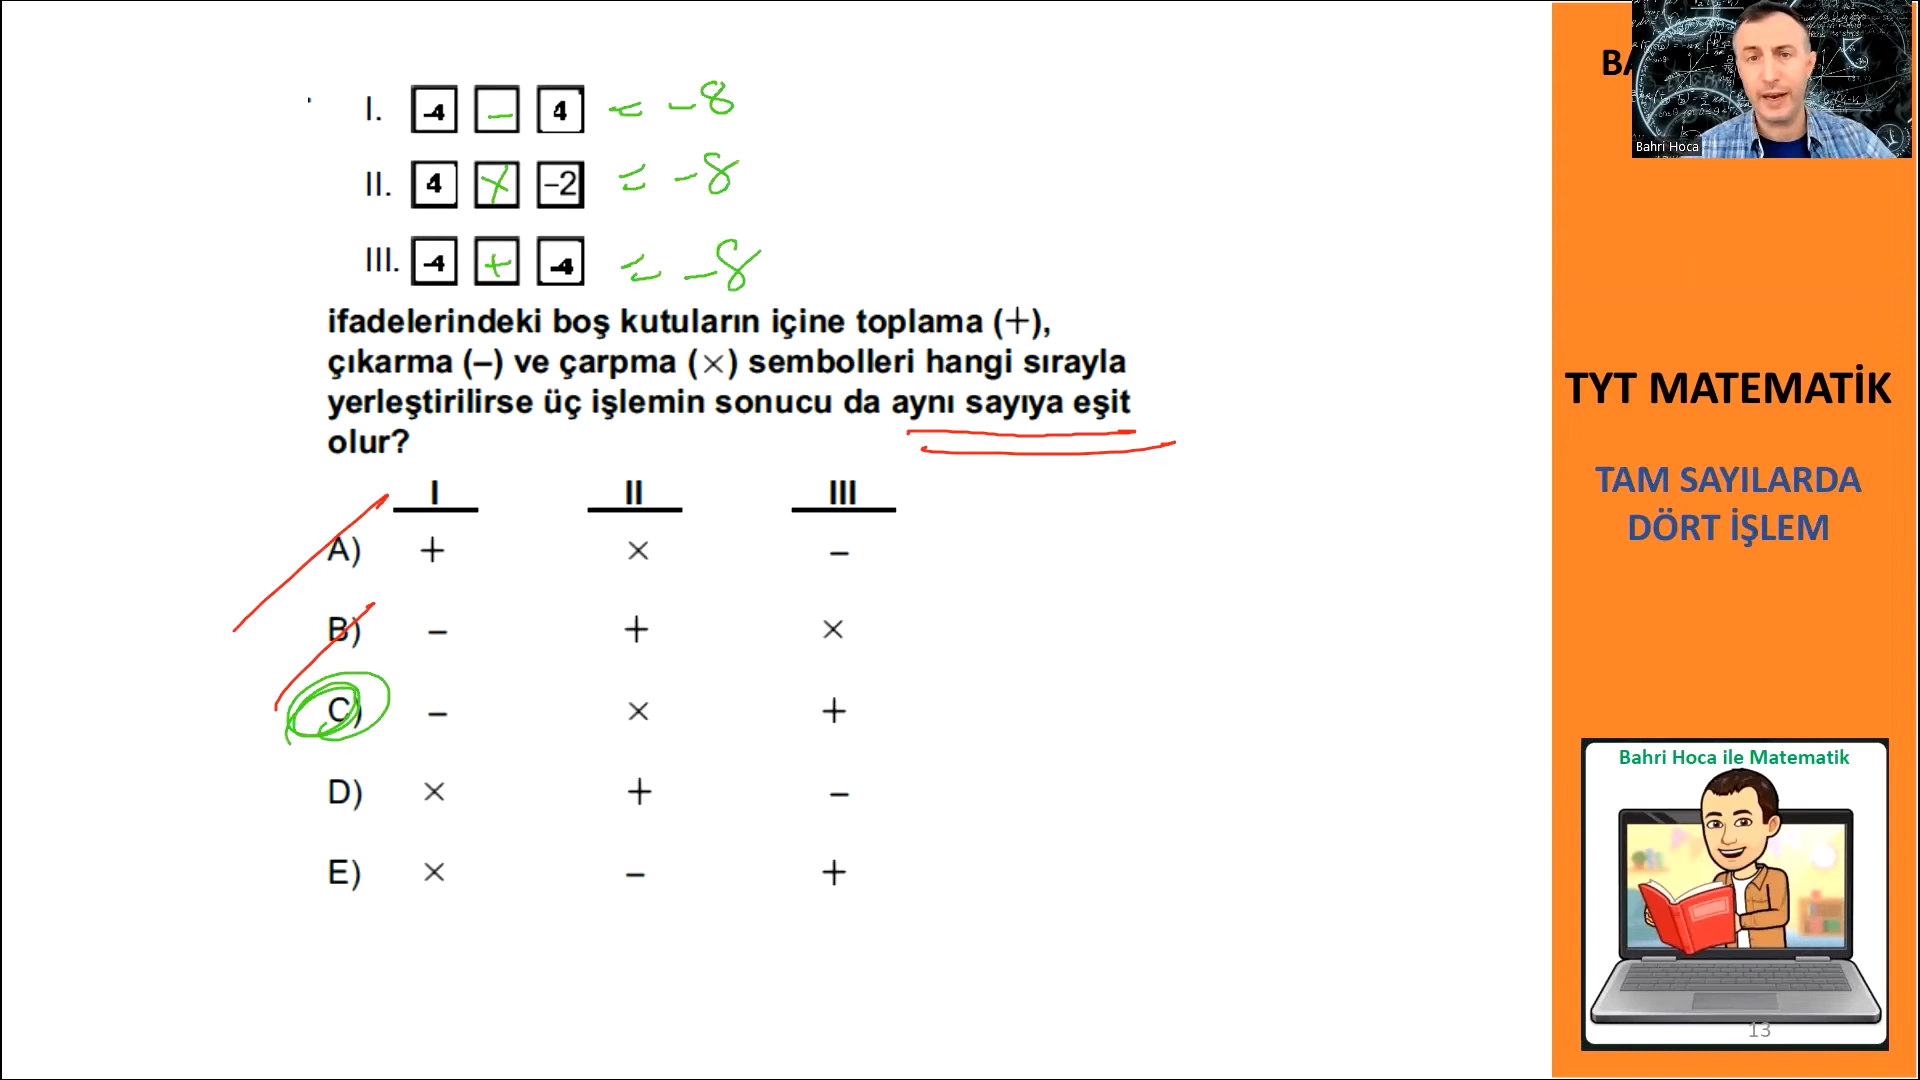 I. -4 – 4 = -8
II. 4 x –2 = -8
III. -4 + -4 = -8
ifadelerindeki boş kutuların içine toplama (+),
çıkarma (–) ve çarpma (×) sembolleri hangi sırayla
yerleştirilirse üç işlemin sonucu da aynı sayıya eşit
olur?
I II III
A) + × –
B) – + ×
C) – × +
D) × + –
E) × – +
Bahri Hoca
TYT MATEMATİK
TAM SAYILARDA
DÖRT İŞLEM
Bahri Hoca ile Matematik
13